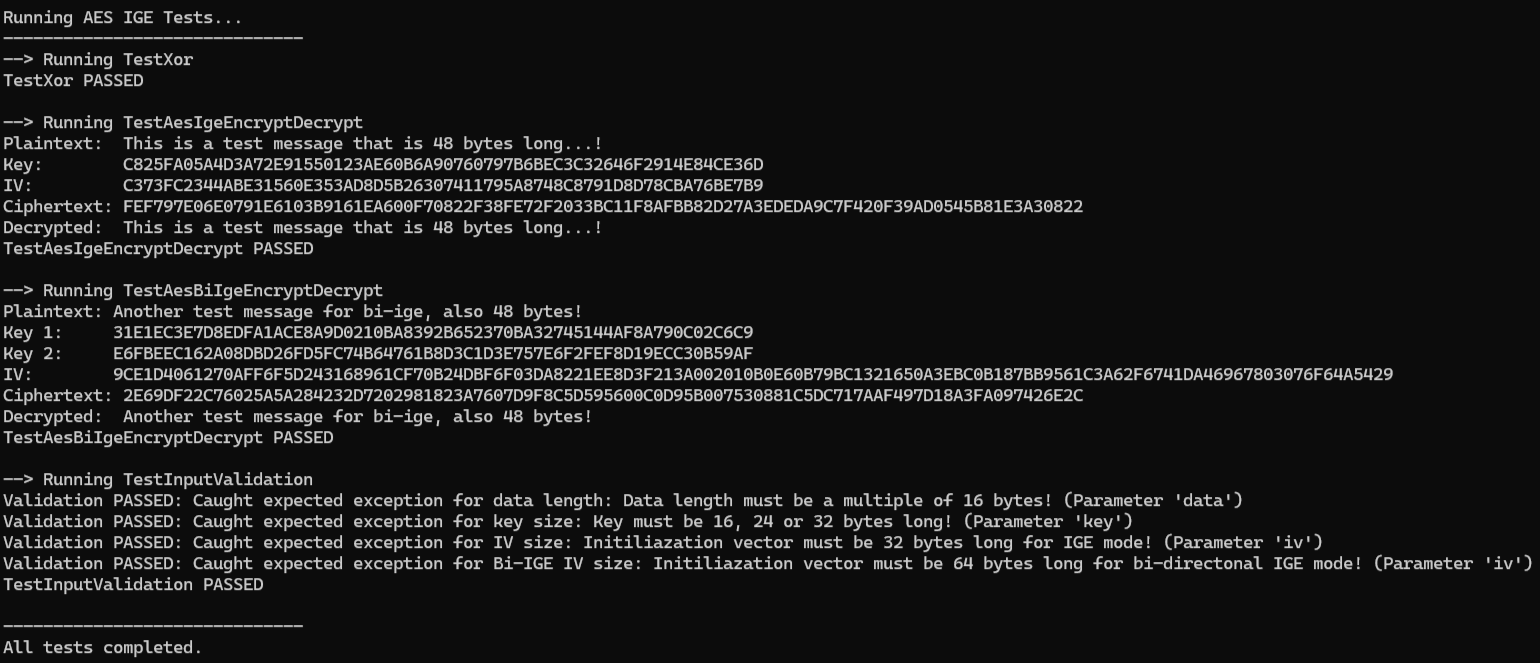 Running AES IGE Tests...
------------------------------
--> Running TestXor
TestXor PASSED
--> Running TestAesIgeEncryptDecrypt
Plaintext:  This is a test message that is 48 bytes long...!
Key:        C825FA05A4D3A72E91550123AE60B6A90760797B6BEC3C32646F2914E84CE36D
IV:         C373FC2344ABE31560E353AD8D5B26307411795A8748C8791D8D78CBA76BE7B9
Ciphertext: FEF797E06E0791E6103B9161EA600F70822F38FE72F2033BC11F8AFBB82D27A3EDEDA9C7F420F39AD0545B81E3A30822
Decrypted:  This is a test message that is 48 bytes long...!
TestAesIgeEncryptDecrypt PASSED
--> Running TestAesBiIgeEncryptDecrypt
Plaintext: Another test message for bi-ige, also 48 bytes!
Key 1:     31E1EC3E7D8EDFA1ACE8A9D0210BA8392B652370BA32745144AF8A790C02C6C9
Key 2:     E6FBEEC162A08DBD26FD5FC74B64761B8D3C1D3E757E6F2FEF8D19ECC30B59AF
IV:        9CE1D4061270AFF6F5D243168961CF70B24DBF6F03DA8221EE8D3F213A002010B0E60B79BC1321650A3EBC0B187BB9561C3A62F6741DA46967803076F64A5429
Ciphertext: 2E69DF22C76025A5A284232D7202981823A7607D9F8C5D595600C0D95B007530881C5DC717AAF497D18A3FA097426E2C
Decrypted:  Another test message for bi-ige, also 48 bytes!
TestAesBiIgeEncryptDecrypt PASSED
--> Running TestInputValidation
Validation PASSED: Caught expected exception for data length: Data length must be a multiple of 16 bytes! (Parameter 'data')
Validation PASSED: Caught expected exception for key size: Key must be 16, 24 or 32 bytes long! (Parameter 'key')
Validation PASSED: Caught expected exception for IV size: Initiliazation vector must be 32 bytes long for IGE mode! (Parameter 'iv')
Validation PASSED: Caught expected exception for Bi-IGE IV size: Initiliazation vector must be 64 bytes long for bi-directonal IGE mode! (Parameter 'iv')
TestInputValidation PASSED
------------------------------
All tests completed.